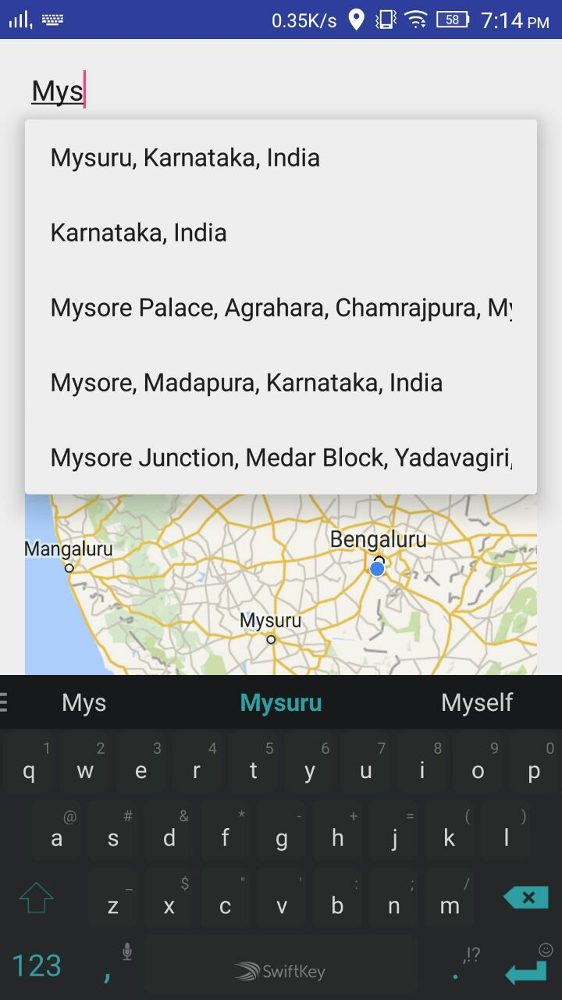 0.35K/s 58 7:14 PM
Mys
Mysuru, Karnataka, India
Karnataka, India
Mysore Palace, Agrahara, Chamrajpura, My
Mysore, Madapura, Karnataka, India
Mysore Junction, Medar Block, Yadavagiri,
Bengaluru
Mangaluru
Mysuru
Mys Mysuru Myself
1 2 3 4 5 6 7 8 9 0
q w e r t y u i o p
@ # & * - + = ( )
a s d f g h j k l
_ $ " ' : ; /
z x c v b n m
123 , SwiftKey . ,!?